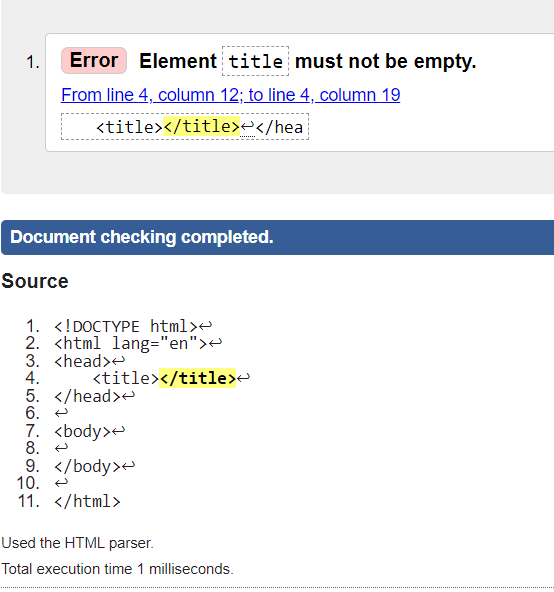 1. Error Element title must not be empty.
From line 4, column 12; to line 4, column 19
<title></title>↩</hea
Document checking completed.
Source
1. <!DOCTYPE html>↩
2. <html lang="en">↩
3. <head>↩
4.     <title></title>↩
5. </head>↩
6. ↩
7. <body>↩
8. ↩
9. </body>↩
10. ↩
11. </html>
Used the HTML parser.
Total execution time 1 milliseconds.